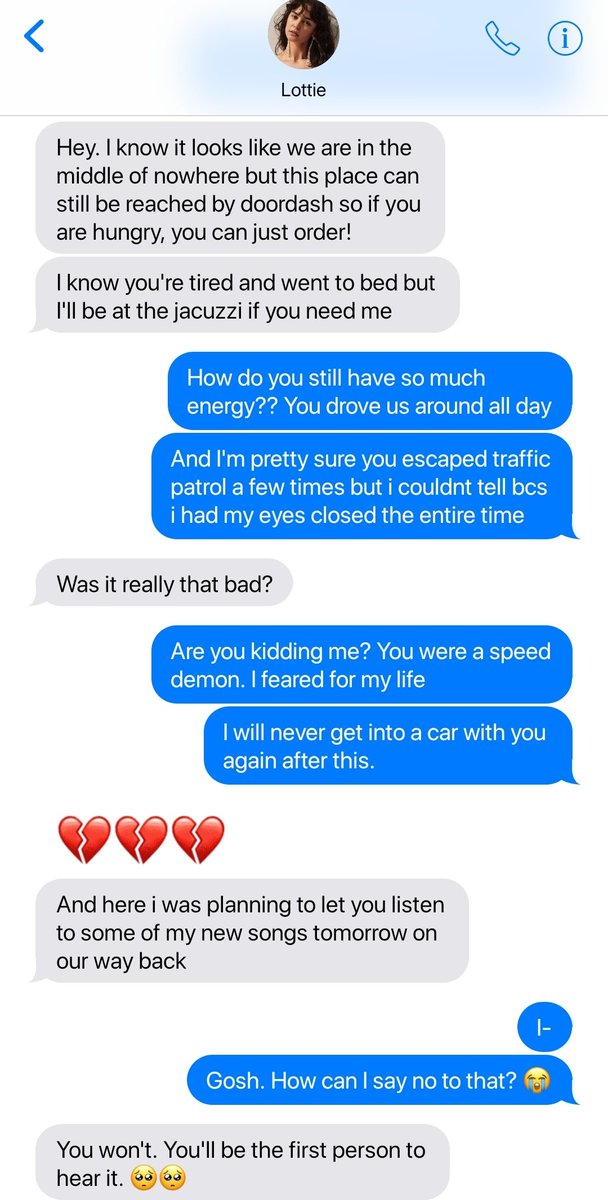 Lottie
Hey. I know it looks like we are in the
middle of nowhere but this place can
still be reached by doordash so if you
are hungry, you can just order!
I know you're tired and went to bed but
I'll be at the jacuzzi if you need me
How do you still have so much
energy?? You drove us around all day
And I'm pretty sure you escaped traffic
patrol a few times but i couldnt tell bcs
i had my eyes closed the entire time
Was it really that bad?
Are you kidding me? You were a speed
demon. I feared for my life
I will never get into a car with you
again after this.
💔💔💔
And here i was planning to let you listen
to some of my new songs tomorrow on
our way back
I-
Gosh. How can I say no to that? 😭
You won't. You'll be the first person to
hear it. 🥺🥺